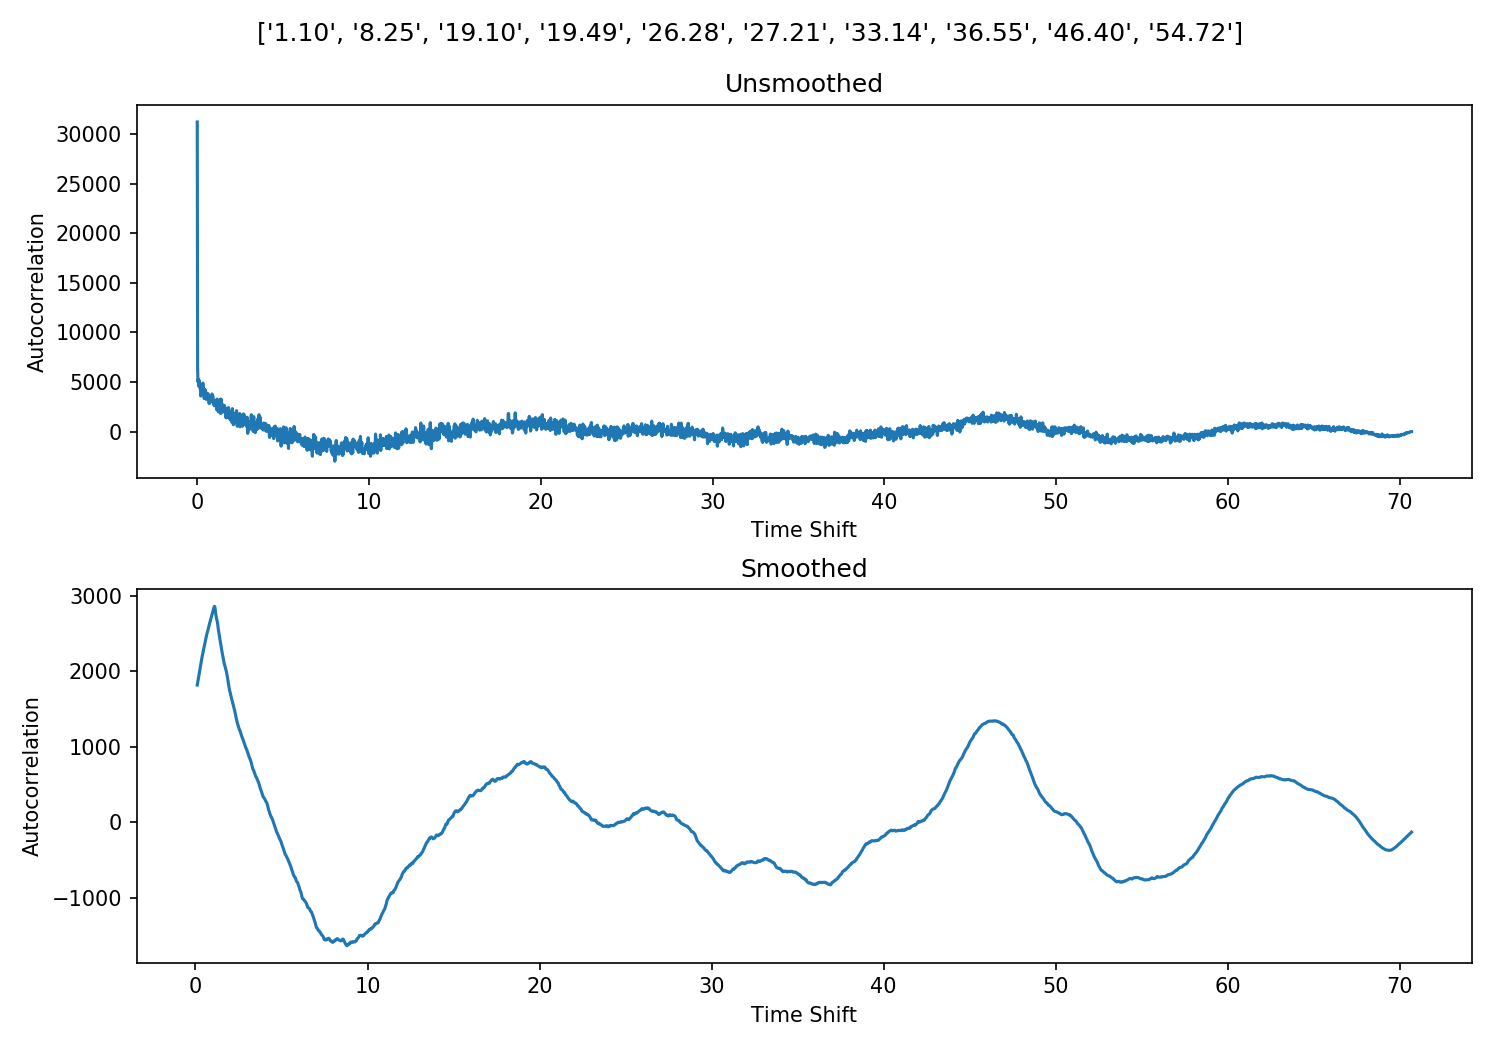 ['1.10', '8.25', '19.10', '19.49', '26.28', '27.21', '33.14', '36.55', '46.40', '54.72']
Unsmoothed
30000
25000
20000
15000
10000
5000
0
Autocorrelation
0 10 20 30 40 50 60 70
Time Shift
Smoothed
3000
2000
1000
0
−1000
Autocorrelation
0 10 20 30 40 50 60 70
Time Shift